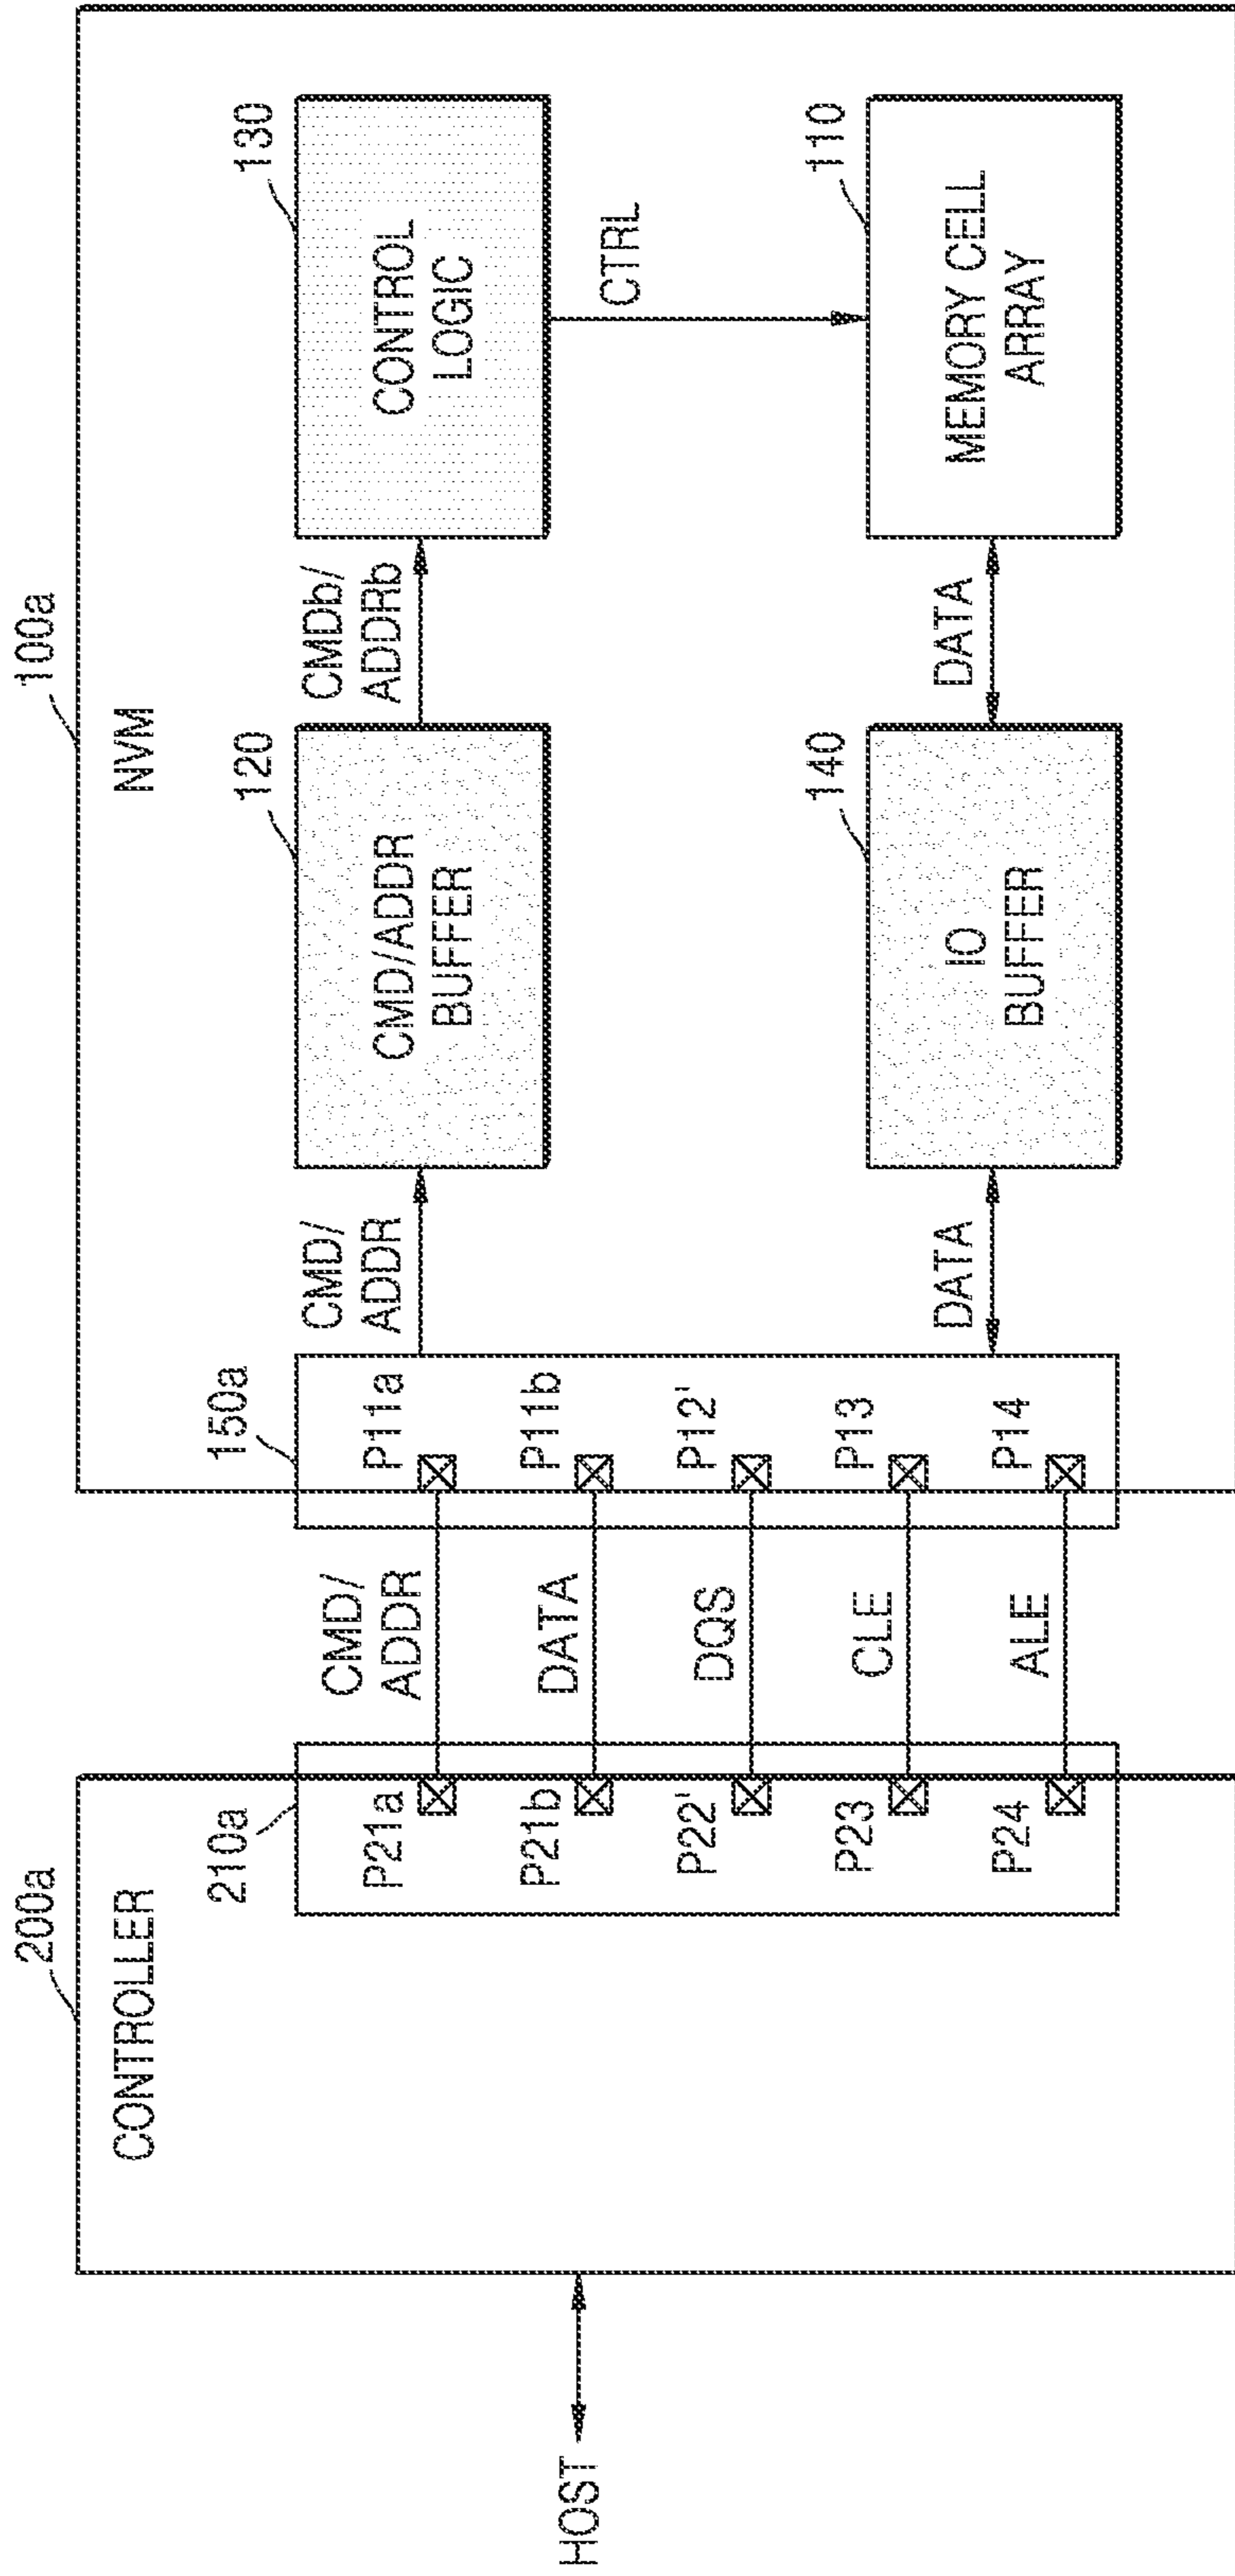 200a
CONTROLLER
HOST
210a
P21a
P21b
P22'
P23
P24
CMD/
ADDR
DATA
DQS
CLE
ALE
100a
NVM
150a
P11a
P11b
P12'
P13
P14
CMD/
ADDR
DATA
120
CMD/ADDR
BUFFER
140
IO
BUFFER
CMDb/
ADDRb
DATA
130
CONTROL
LOGIC
CTRL
110
MEMORY CELL
ARRAY